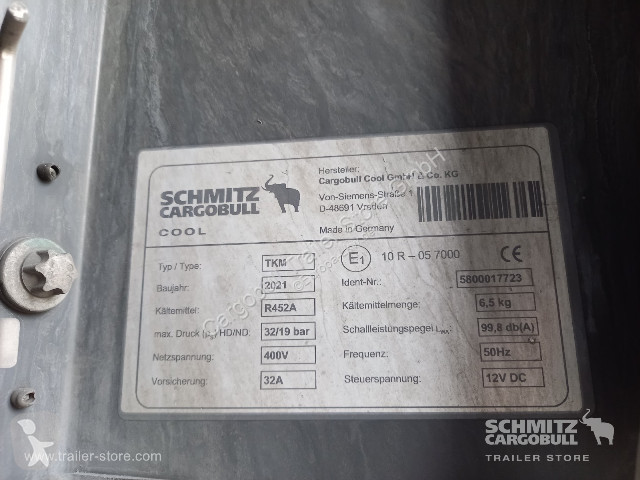 SCHMITZ
CARGOBULL
COOL
Hersteller:
Cargobull Cool GmbH & Co. KG
Von-Siemens-Straße 1
D-48691 Vreden
Made in Germany
Typ / Type: TKM
E1 10 R - 05 7000 CE
Baujahr: 2021
Ident-Nr.: 5800017723
Kältemittel: R452A
Kältemittelmenge: 6,5 kg
max. Druck HD/ND: 32/19 bar
Schallleistungspegel LWA: 99,8 db(A)
Netzspannung: 400V
Frequenz: 50Hz
Vorsicherung: 32A
Steuerspannung: 12V DC
www.trailer-store.com
SCHMITZ
CARGOBULL
TRAILER STORE